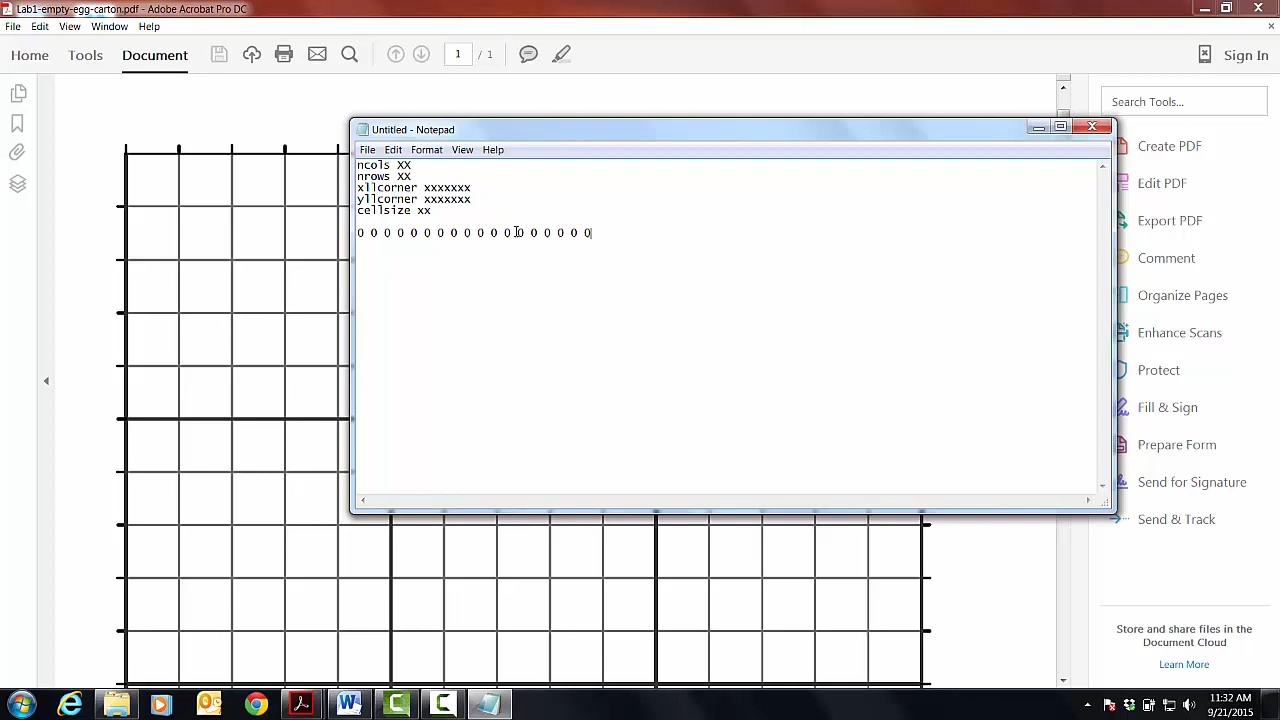 Lab1-empty-egg-carton.pdf - Adobe Acrobat Pro DC
File Edit View Window Help
Home Tools Document 1 / 1 Sign In
Search Tools...
Create PDF
Edit PDF
Export PDF
Comment
Organize Pages
Enhance Scans
Protect
Fill & Sign
Prepare Form
Send for Signature
Send & Track
Store and share files in the
Document Cloud
Learn More
Untitled - Notepad
File Edit Format View Help
ncols XX
nrows XX
xllcorner xxxxxxx
yllcorner xxxxxxx
cellsize xx
0 0 0 0 0 0 0 0 0 0 0 0 0 0 0 0 0 0
11:32 AM
9/21/2015